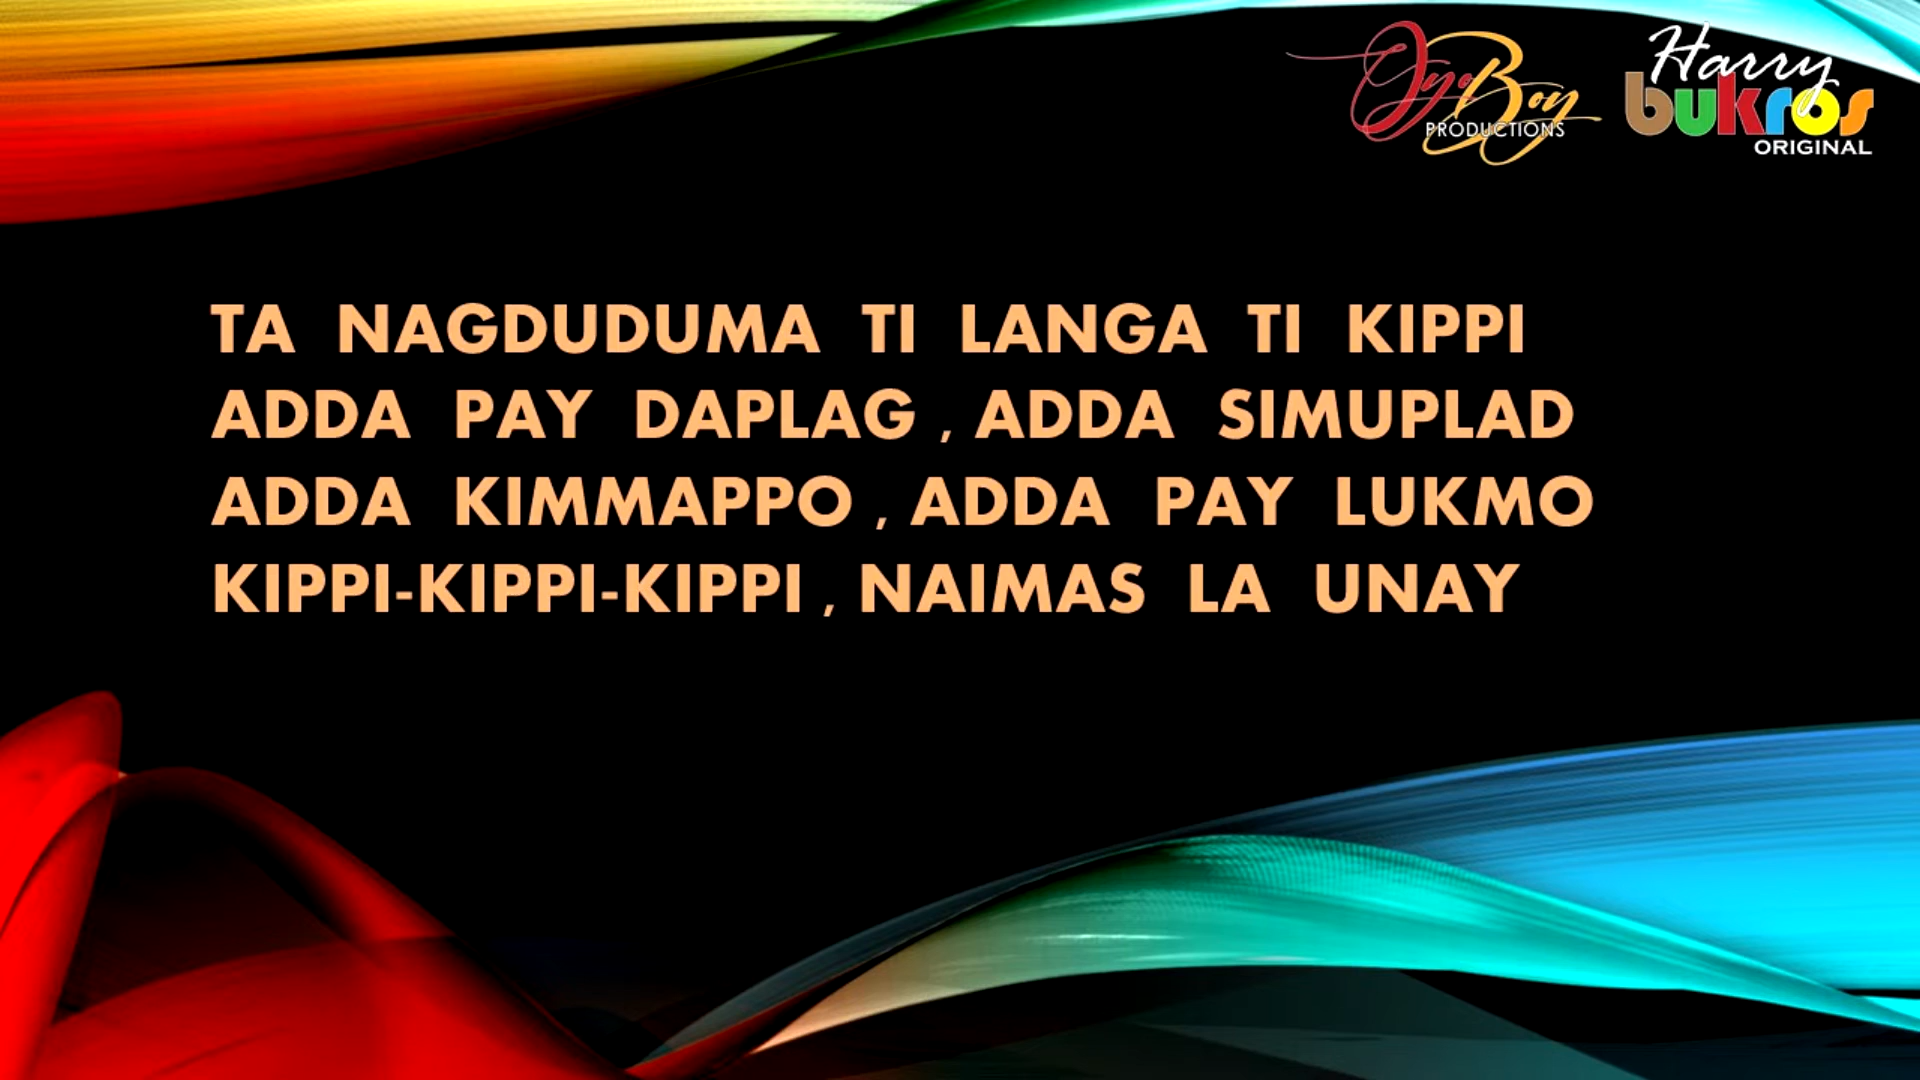 OyoBoy
PRODUCTIONS
Harry
bukros
ORIGINAL
TA NAGDUDUMA TI LANGA TI KIPPI
ADDA PAY DAPLAG , ADDA SIMUPLAD
ADDA KIMMAPPO , ADDA PAY LUKMO
KIPPI-KIPPI-KIPPI , NAIMAS LA UNAY